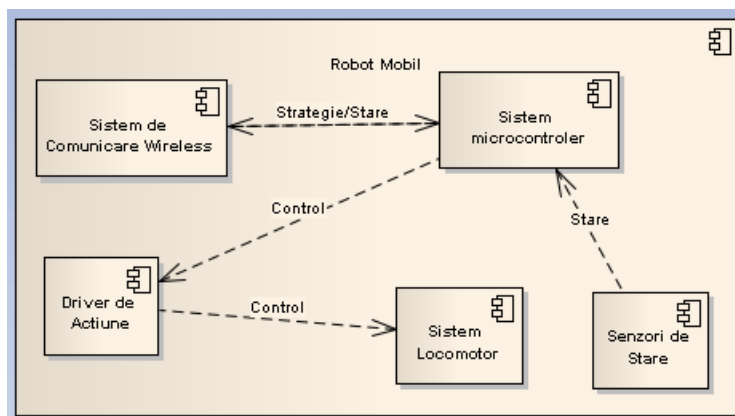 Robot Mobil
Sistem de
Comunicare Wireless
Strategie/Stare
Sistem
microcontroler
Control
Stare
Driver de
Actiune
Control
Sistem
Locomotor
Senzori de
Stare